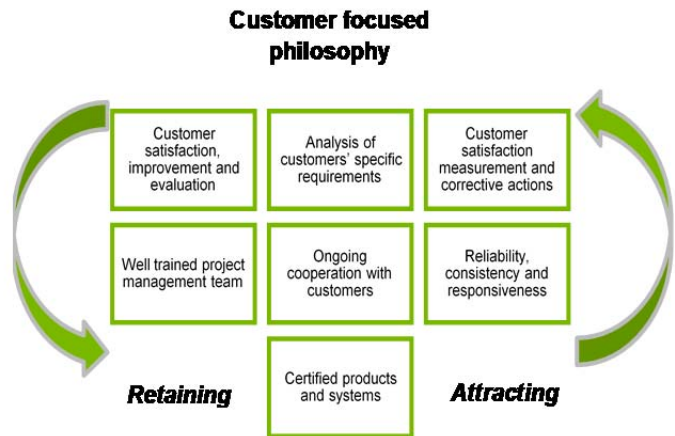 Customer focused
philosophy
Customer
satisfaction,
improvement and
evaluation
Analysis of
customers' specific
requirements
Customer
satisfaction
measurement and
corrective actions
Well trained project
management team
Ongoing
cooperation with
customers
Reliability,
consistency and
responsiveness
Retaining
Certified products
and systems
Attracting